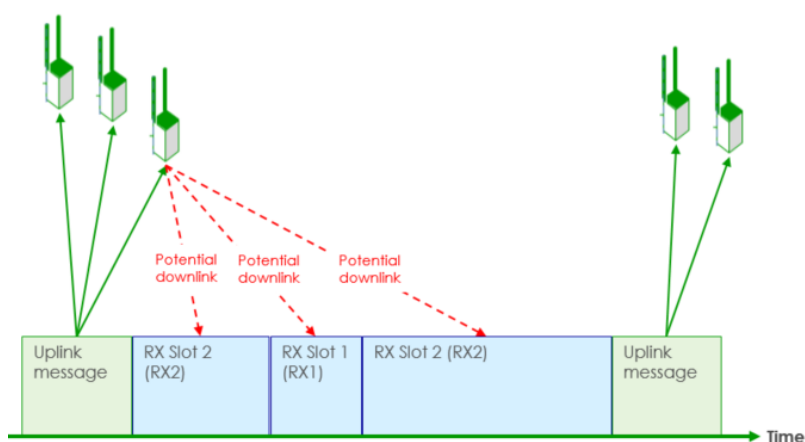 Potential
downlink
Potential
downlink
Potential
downlink
Uplink
message
RX Slot 2
(RX2)
RX Slot 1
(RX1)
RX Slot 2 (RX2)
Uplink
message
Time